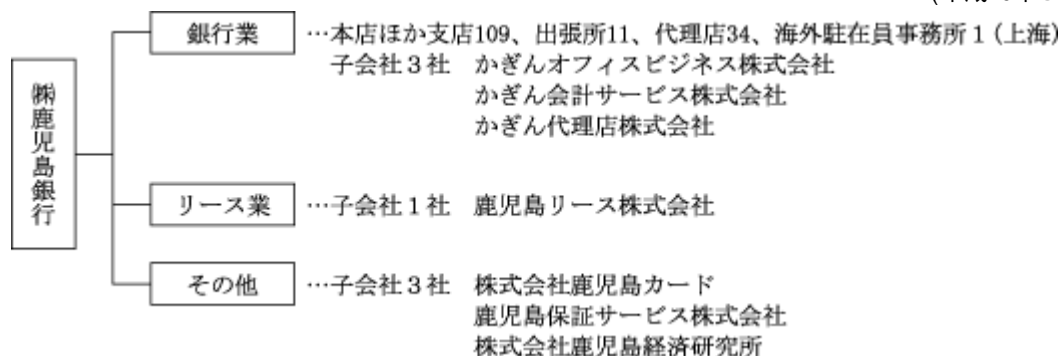 ㈱鹿児島銀行
銀行業 …本店ほか支店109、出張所11、代理店34、海外駐在員事務所1(上海)
子会社3社 かぎんオフィスビジネス株式会社
かぎん会計サービス株式会社
かぎん代理店株式会社
リース業 …子会社1社 鹿児島リース株式会社
その他 …子会社3社 株式会社鹿児島カード
鹿児島保証サービス株式会社
株式会社鹿児島経済研究所